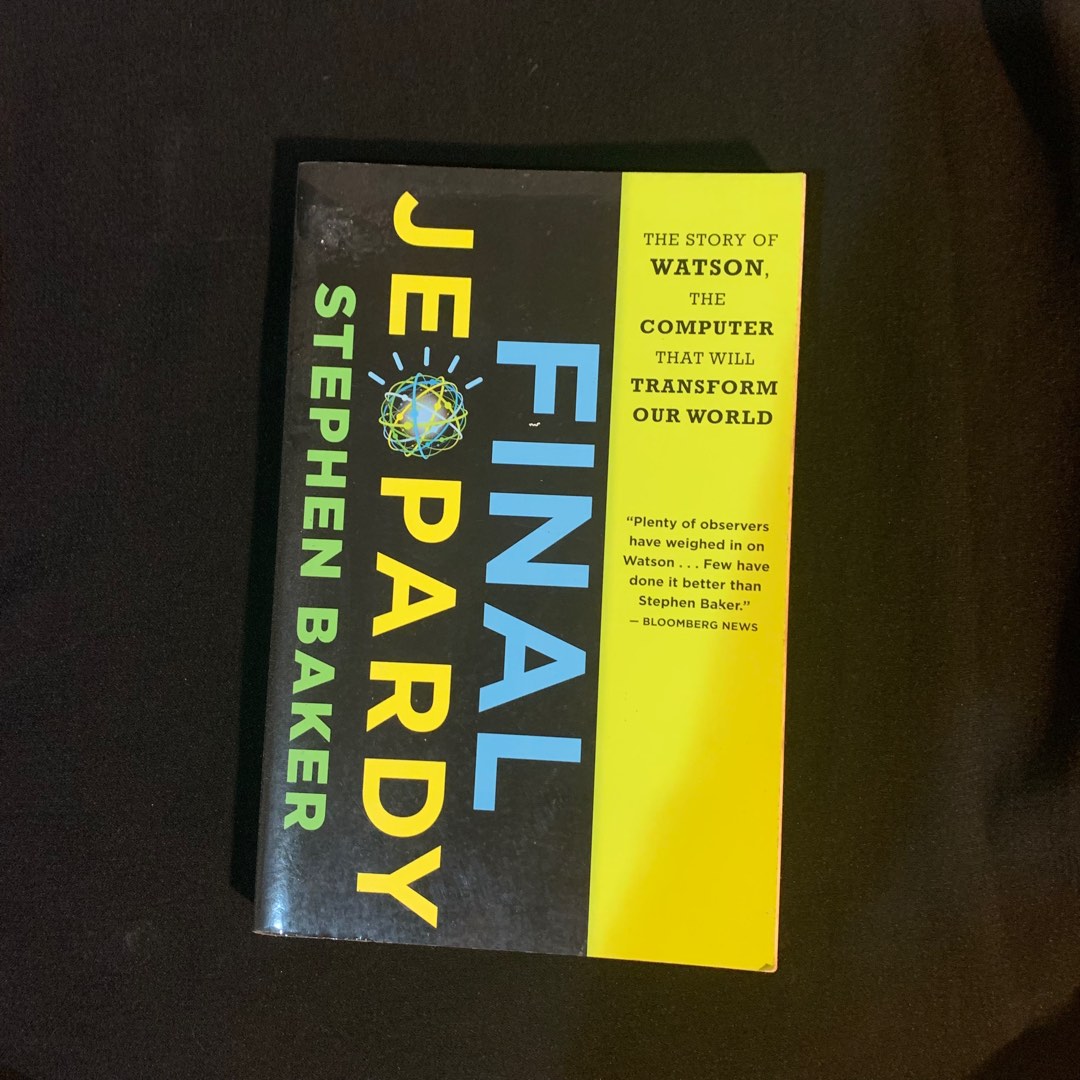 FINAL
JEOPARDY
STEPHEN BAKER
THE STORY OF
WATSON,
THE
COMPUTER
THAT WILL
TRANSFORM
OUR WORLD
“Plenty of observers
have weighed in on
Watson . . . Few have
done it better than
Stephen Baker.”
— BLOOMBERG NEWS